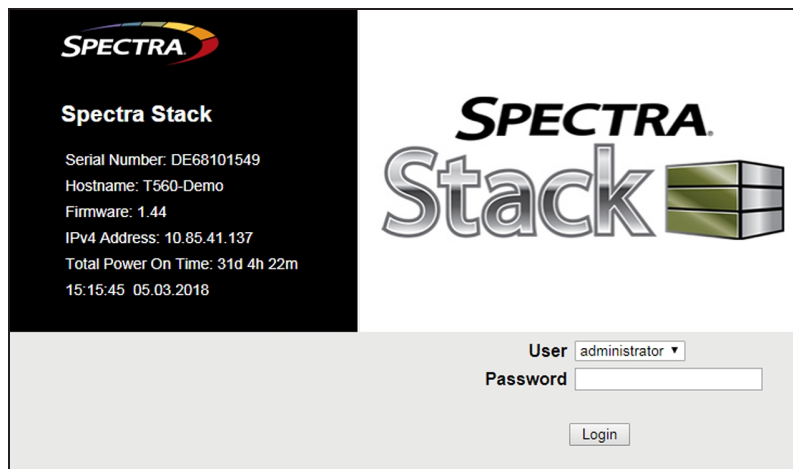 SPECTRA
Spectra Stack
Serial Number: DE68101549
Hostname: T560-Demo
Firmware: 1.44
IPv4 Address: 10.85.41.137
Total Power On Time: 31d 4h 22m
15:15:45 05.03.2018
SPECTRA.
Stack
User administrator ▼
Password
Login